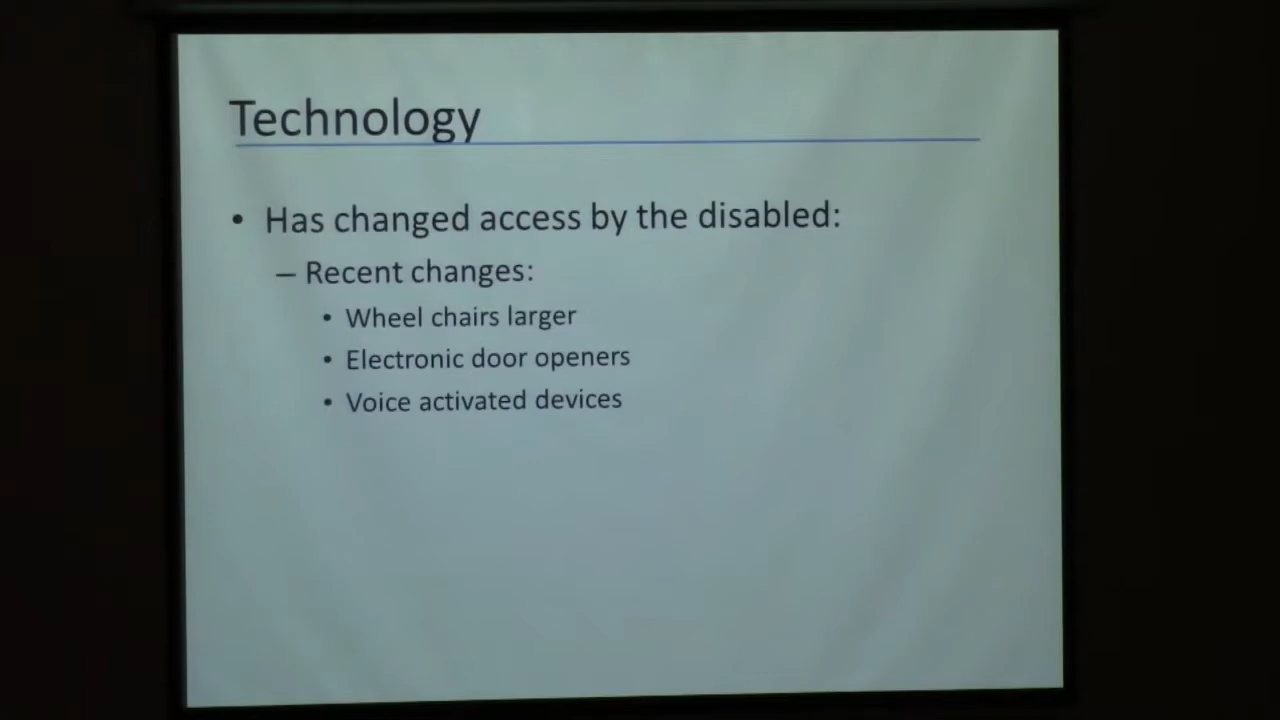 Technology
• Has changed access by the disabled:
– Recent changes:
• Wheel chairs larger
• Electronic door openers
• Voice activated devices